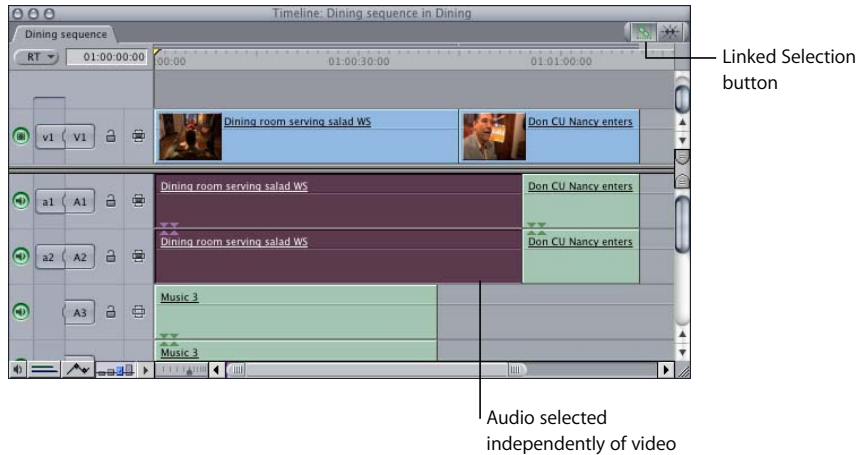 Timeline: Dining sequence in Dining
Dining sequence
RT
01:00:00:00
00:00
01:00:30:00
01:01:00:00
Linked Selection
button
v1
V1
Dining room serving salad WS
Don CU Nancy enters
a1
A1
Dining room serving salad WS
Don CU Nancy enters
a2
A2
Dining room serving salad WS
Don CU Nancy enters
A3
Music 3
Music 3
Audio selected
independently of video